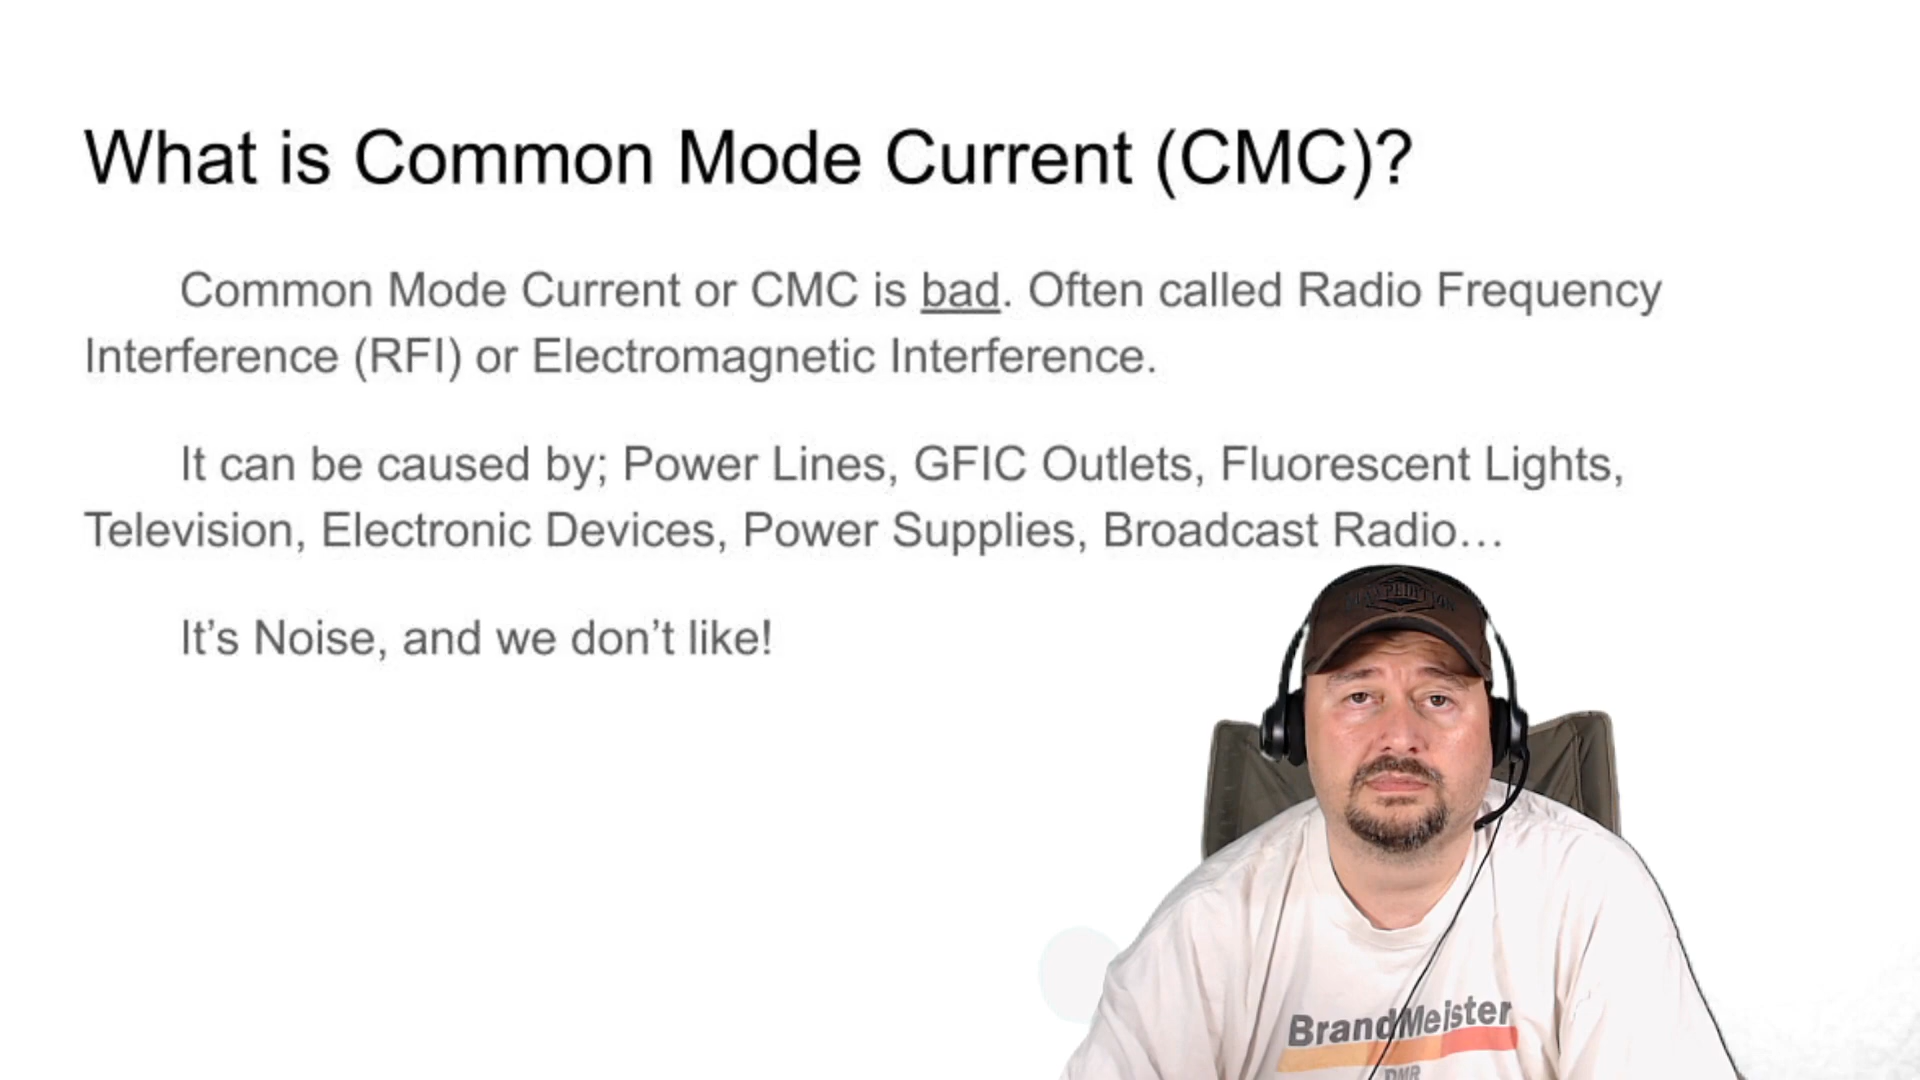 What is Common Mode Current (CMC)?
Common Mode Current or CMC is bad. Often called Radio Frequency
Interference (RFI) or Electromagnetic Interference.
It can be caused by; Power Lines, GFIC Outlets, Fluorescent Lights,
Television, Electronic Devices, Power Supplies, Broadcast Radio…
It’s Noise, and we don’t like!
MAXPEDITION
BrandMeister
DMR